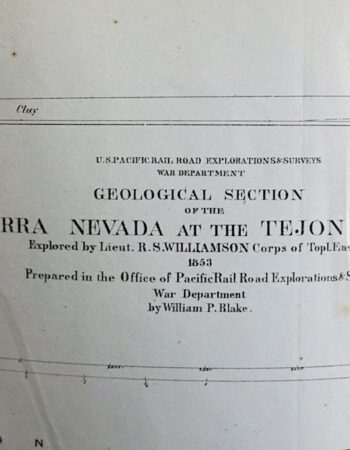 Clay
U.S. PACIFIC RAIL ROAD EXPLORATIONS & SURVEYS
WAR DEPARTMENT
GEOLOGICAL SECTION
OF THE
RRA NEVADA AT THE TEJON
Explored by Lieut. R.S. WILLIAMSON Corps of Topl. En
1853
Prepared in the Office of Pacific Rail Road Explorations & S
War Department
by William P. Blake.
O N